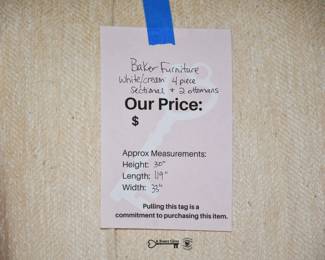 Baker Furniture
White/cream 4 piece
Sectional + 2 ottomans
Our Price:
$
Approx Measurements:
Height: 30"
Length: 119"
Width: 35"
Pulling this tag is a
commitment to purchasing this item.